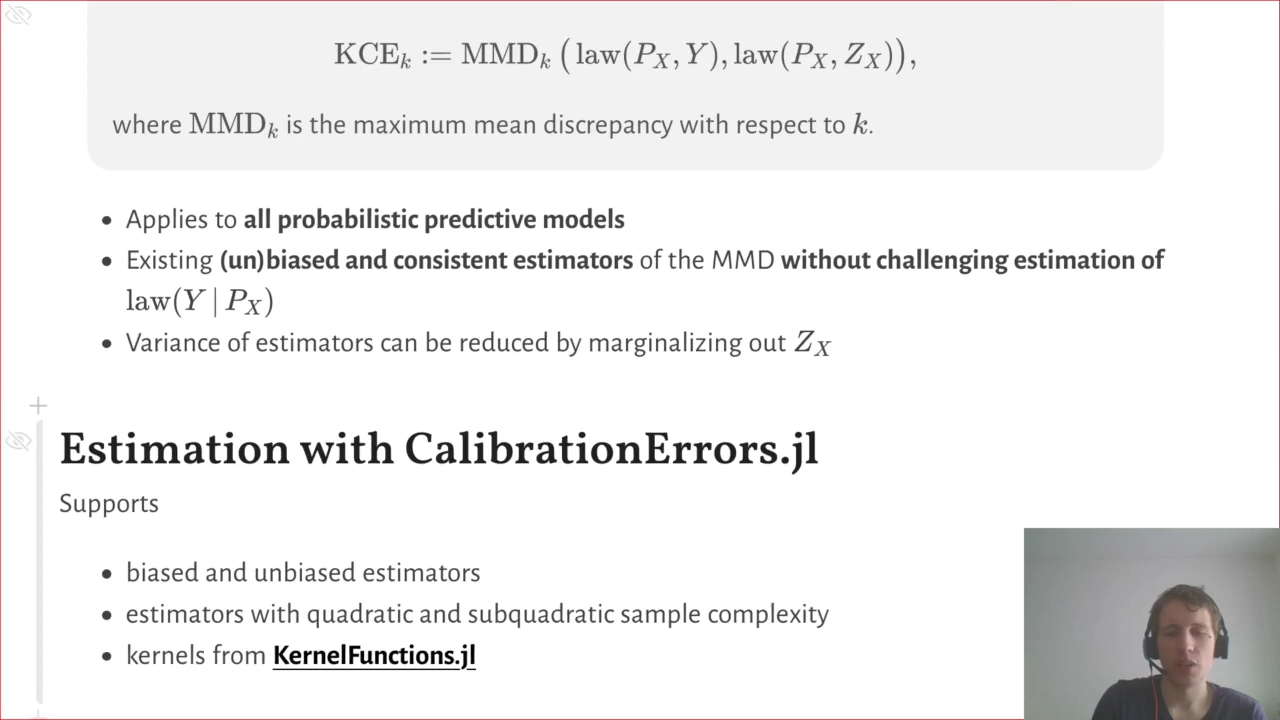 KCEₖ := MMDₖ ( law(P_X, Y), law(P_X, Z_X)),
where MMDₖ is the maximum mean discrepancy with respect to k.
• Applies to all probabilistic predictive models
• Existing (un)biased and consistent estimators of the MMD without challenging estimation of
law(Y | P_X)
• Variance of estimators can be reduced by marginalizing out Z_X
Estimation with CalibrationErrors.jl
Supports
• biased and unbiased estimators
• estimators with quadratic and subquadratic sample complexity
• kernels from KernelFunctions.jl